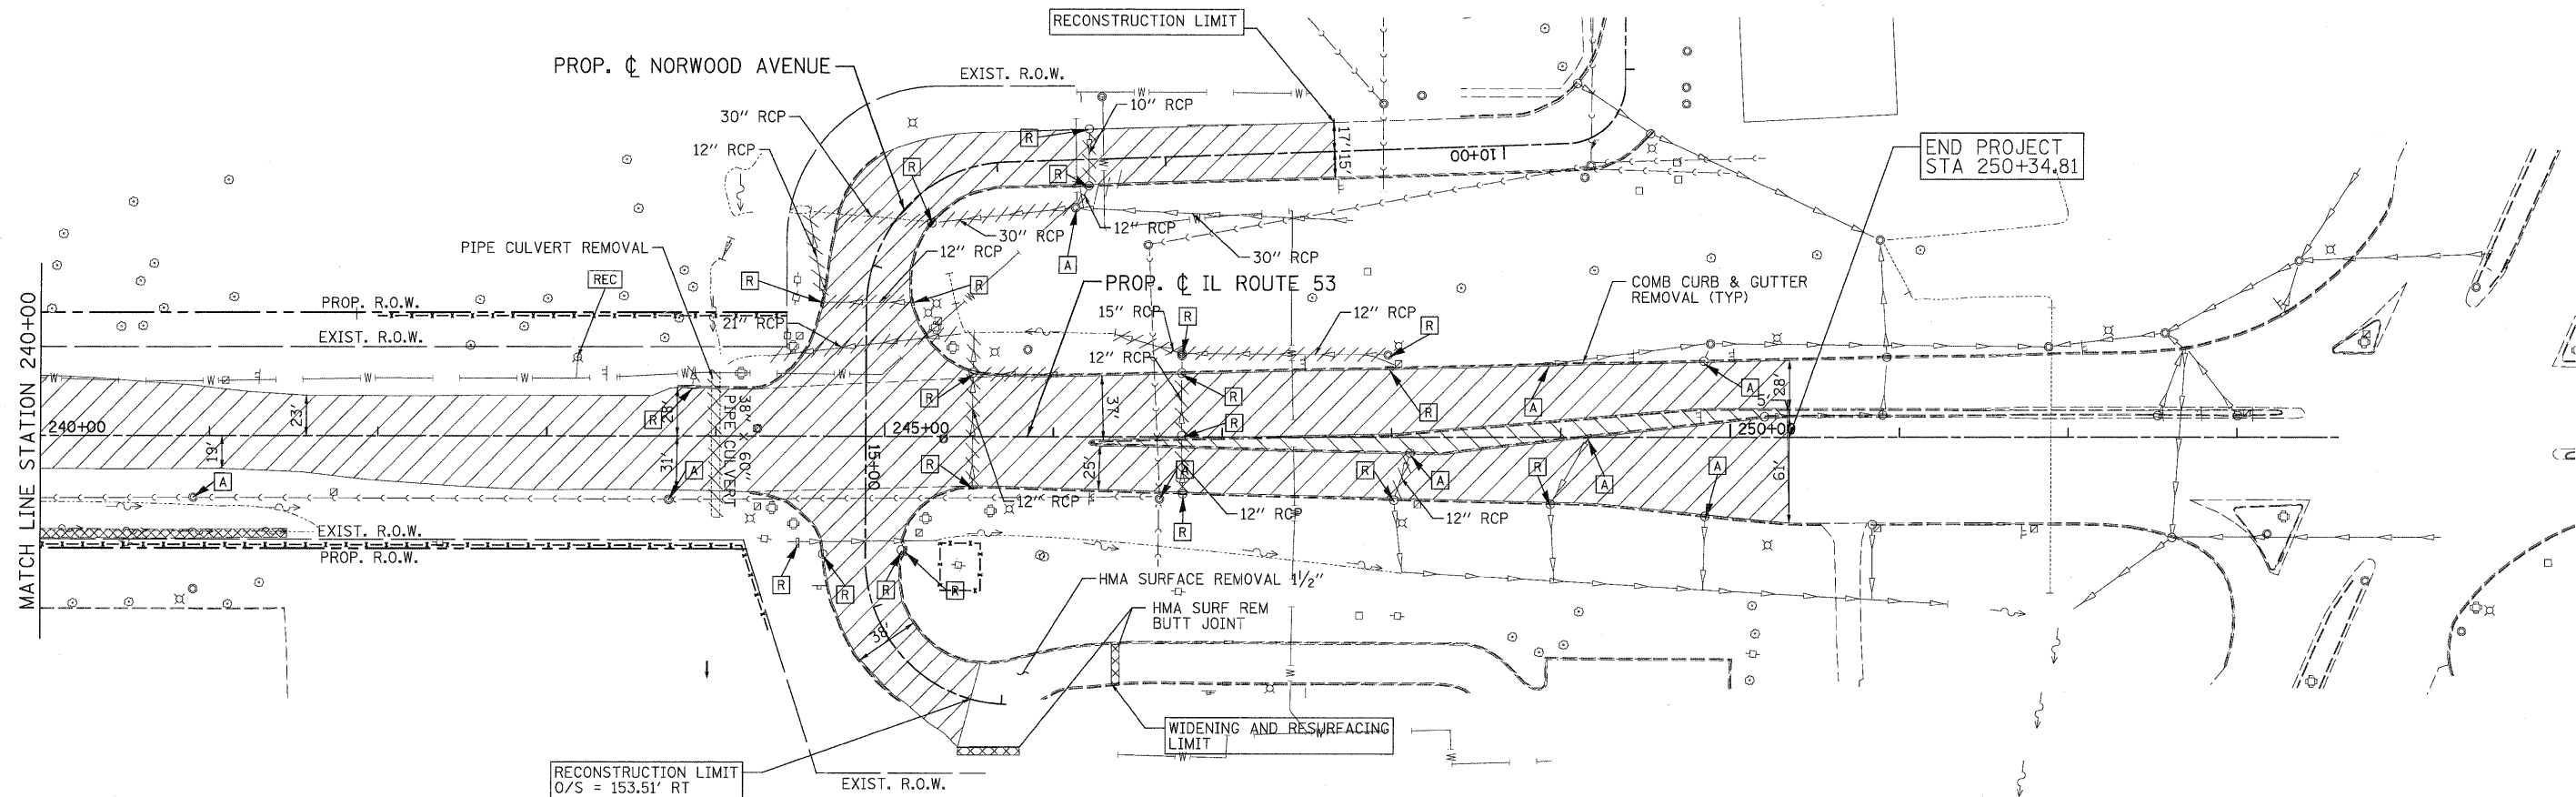 RECONSTRUCTION LIMIT
PROP. ℄ NORWOOD AVENUE
EXIST. R.O.W.
W
W
10" RCP
30" RCP
12" RCP
R
R
R
17'
15'
10+00
END PROJECT
STA 250+34.81
PIPE CULVERT REMOVAL
REC
R
12" RCP
30" RCP
12" RCP
30" RCP
W
A
R
PROP. ℄ IL ROUTE 53
COMB CURB & GUTTER
REMOVAL (TYP)
PROP. R.O.W.
EXIST. R.O.W.
21" RCP
15" RCP
R
12" RCP
R
12" RCP
W
W
W
W
W
W
MATCH LINE STATION 240+00
240+00
23'
19'
R
28'
31'
38" X 60"
PIPE CULVERT
15+00
245+00
R
37'
25'
R
R
R
A
A
5'
28'
250+00
61'
A
A
R
A
R
A
A
R
A
12" RCP
12" RCP
12" RCP
R
EXIST. R.O.W.
PROP. R.O.W.
R
R
R
R
38'
HMA SURFACE REMOVAL 1½"
HMA SURF REM
BUTT JOINT
WIDENING AND RESURFACING
LIMIT
W
W
W
W
RECONSTRUCTION LIMIT
O/S = 153.51' RT
EXIST. R.O.W.